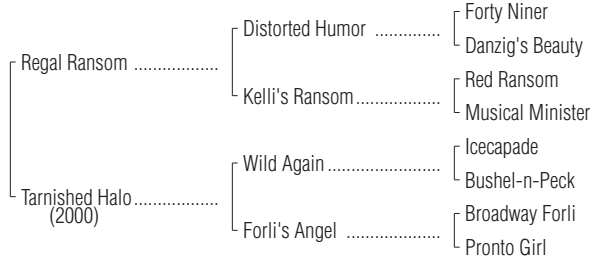 Forty Niner
Distorted Humor ..............
Danzig's Beauty
Regal Ransom ..................
Red Ransom
Kelli's Ransom..................
Musical Minister
Icecapade
Wild Again ........................
Bushel-n-Peck
Tarnished Halo..................
(2000)
Broadway Forli
Forli's Angel ....................
Pronto Girl